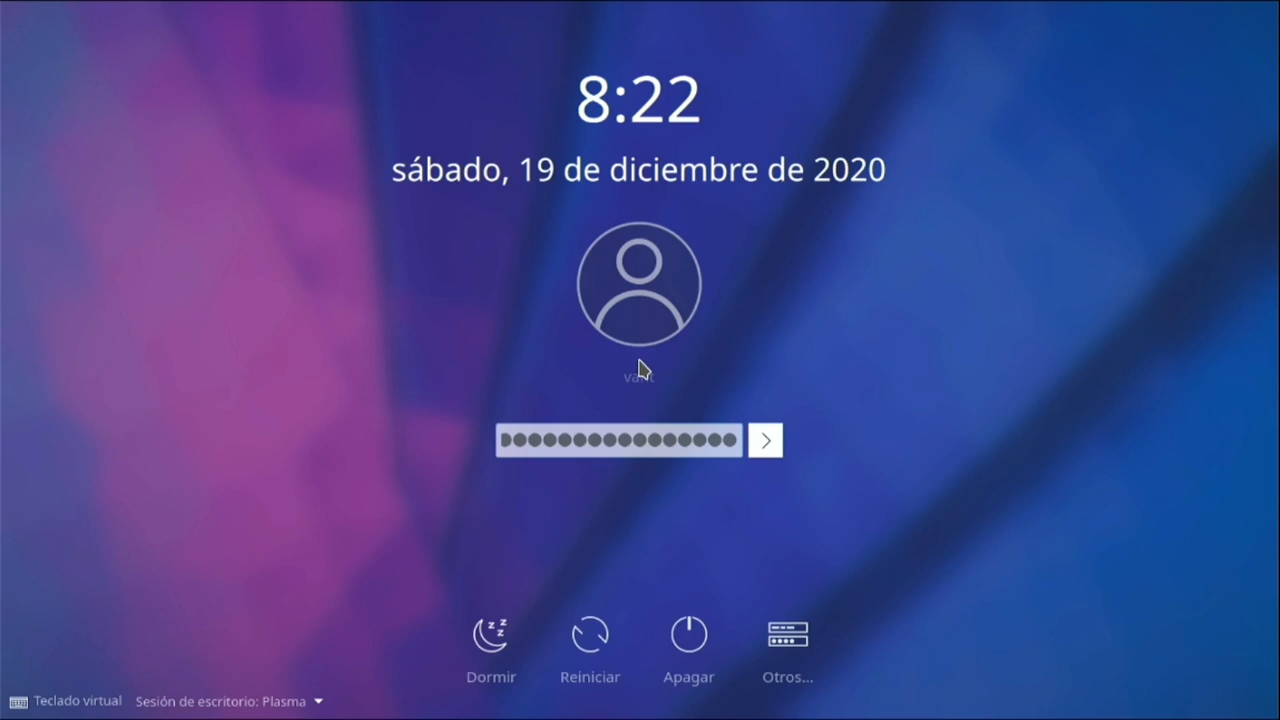 8:22
sábado, 19 de diciembre de 2020
Dormir
Reiniciar
Apagar
Otros...
Teclado virtual
Sesión de escritorio: Plasma